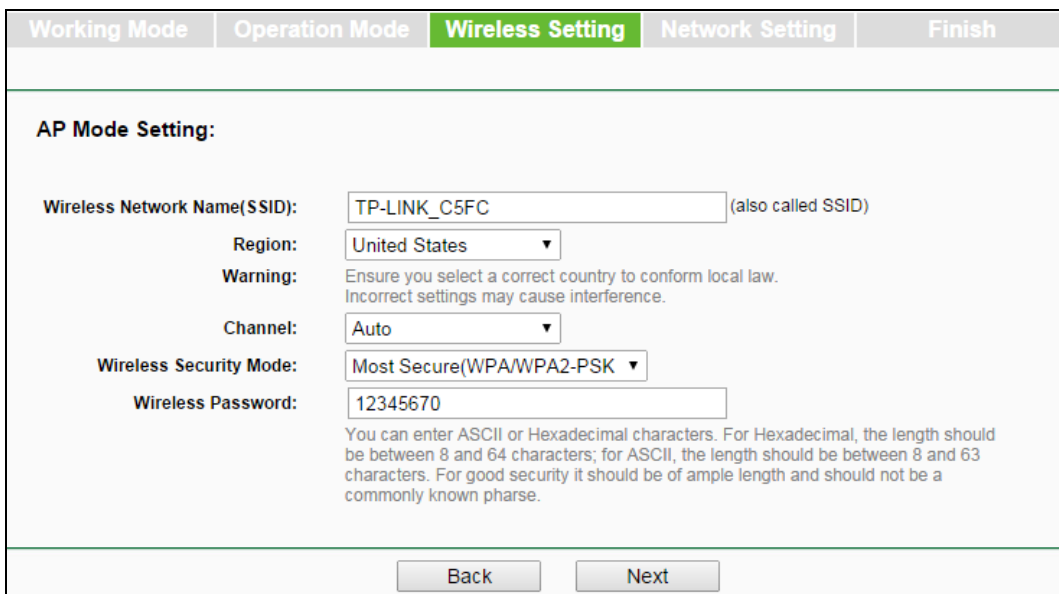 Working Mode Operation Mode Wireless Setting Network Setting Finish
AP Mode Setting:
Wireless Network Name(SSID): TP-LINK_C5FC (also called SSID)
Region: United States
Warning: Ensure you select a correct country to conform local law.
Incorrect settings may cause interference.
Channel: Auto
Wireless Security Mode: Most Secure(WPA/WPA2-PSK
Wireless Password: 12345670
You can enter ASCII or Hexadecimal characters. For Hexadecimal, the length should
be between 8 and 64 characters; for ASCII, the length should be between 8 and 63
characters. For good security it should be of ample length and should not be a
commonly known pharse.
Back Next